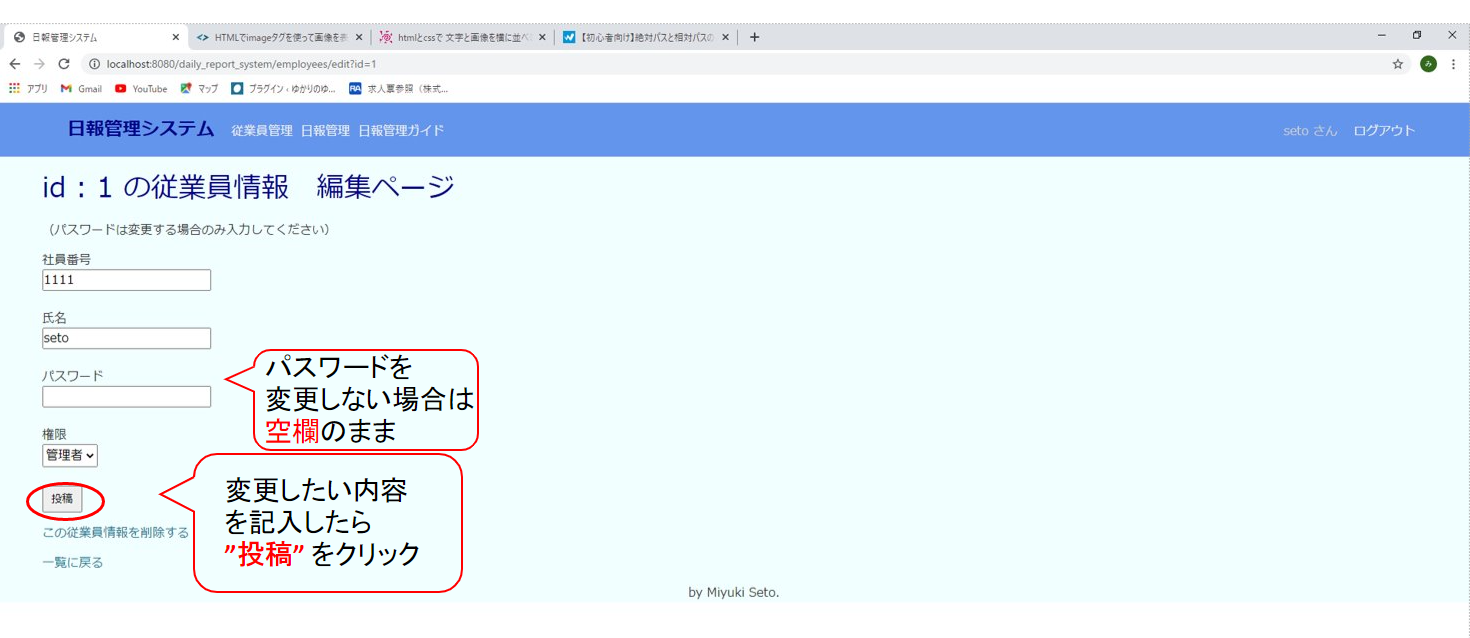 日報管理システム
HTMLでimageタグを使って画像を表
htmlとcssで 文字と画像を横に並べ
【初心者向け】絶対パスと相対パスの
localhost:8080/daily_report_system/employees/edit?id=1
み
アプリ
Gmail
YouTube
マップ
プラグイン ‹ ゆかりのゆ...
RA 求人票参照（株式...
日報管理システム 従業員管理 日報管理 日報管理ガイド seto さん ログアウト
id : 1 の従業員情報　編集ページ
（パスワードは変更する場合のみ入力してください）
社員番号
1111
氏名
seto
パスワード
パスワードを
変更しない場合は
空欄のまま
権限
管理者
投稿
変更したい内容
を記入したら
”投稿” をクリック
この従業員情報を削除する
一覧に戻る
by Miyuki Seto.